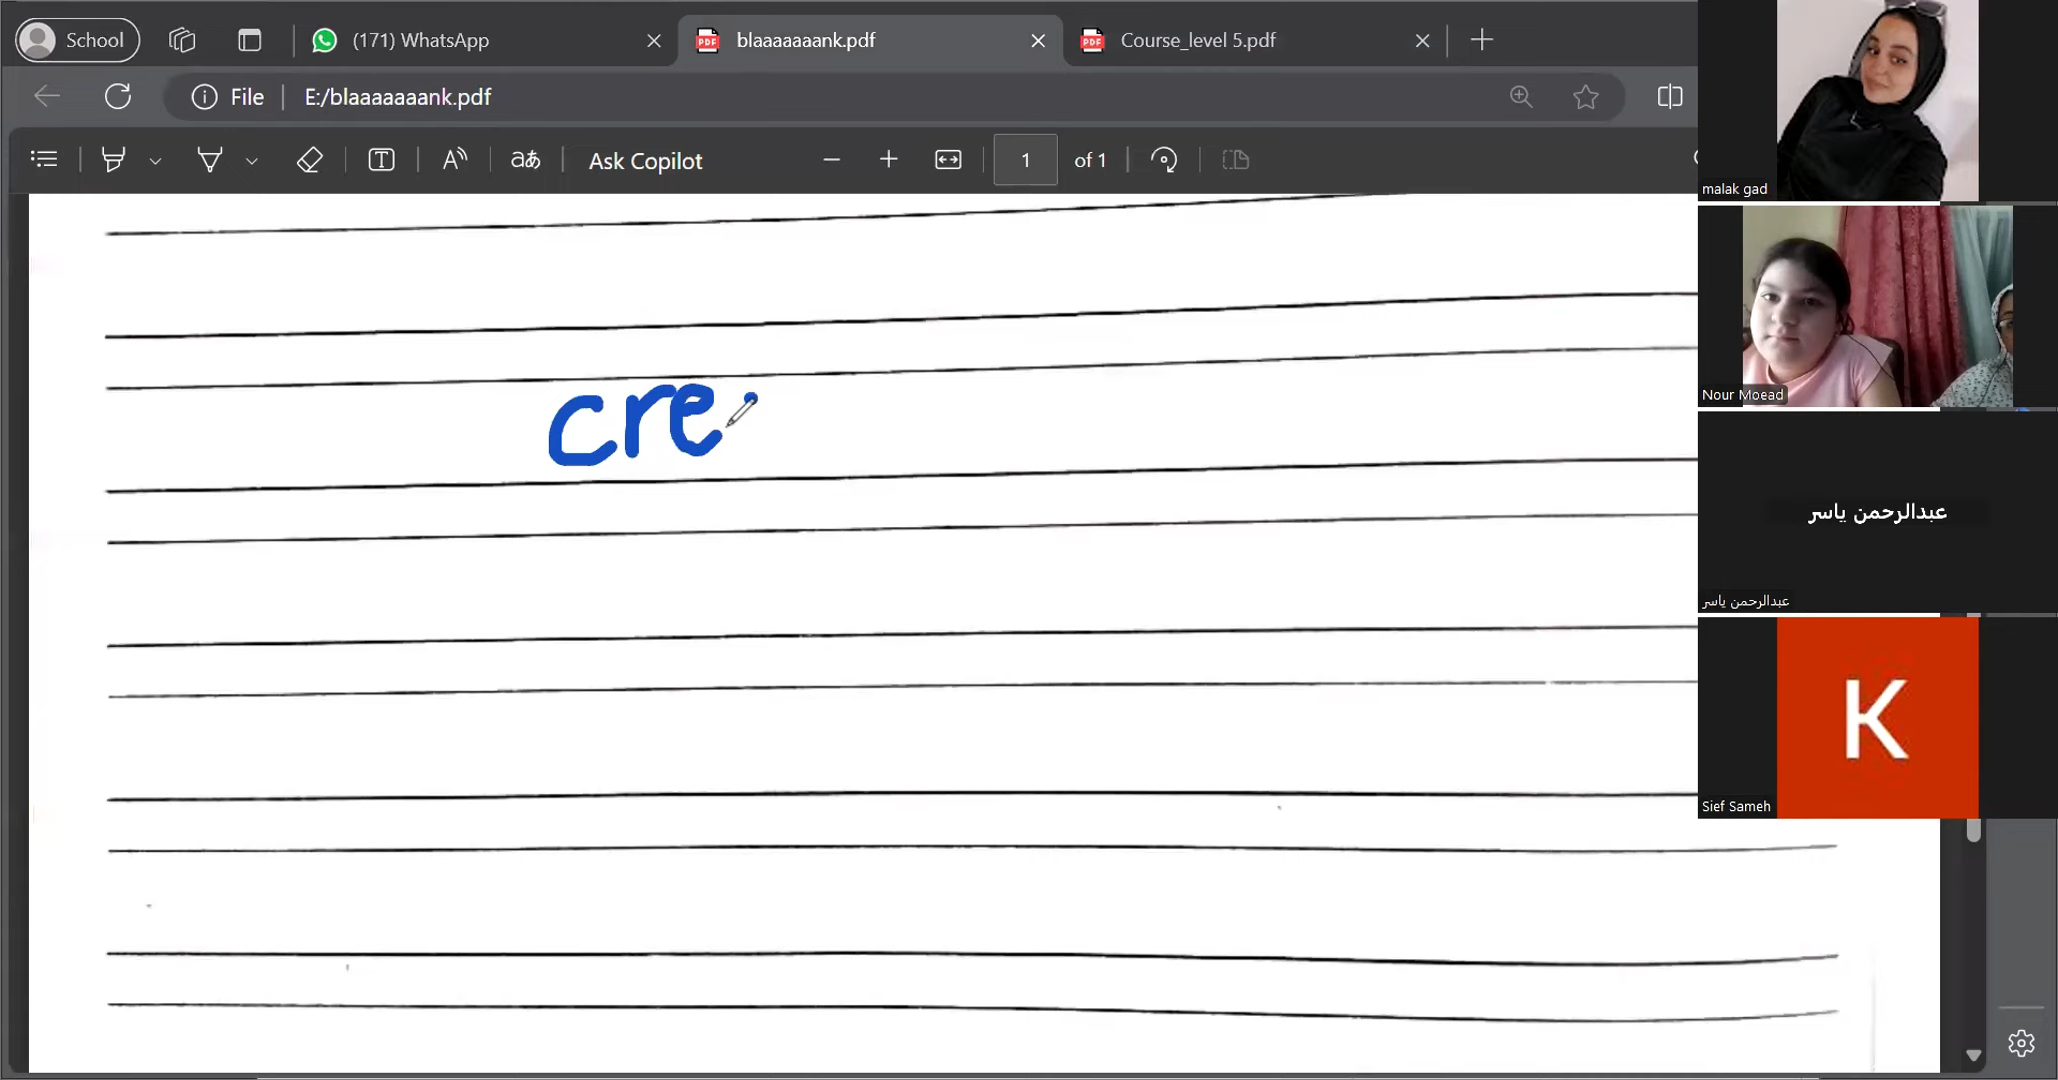 School
(171) WhatsApp
blaaaaaaank.pdf
Course_level 5.pdf
File
E:/blaaaaaaank.pdf
Ask Copilot
1
of 1
cre
malak gad
Nour Moead
عبدالرحمن ياسر
عبدالرحمن ياسر
K
Sief Sameh